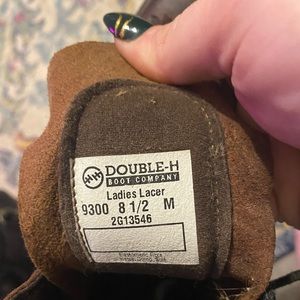 DOUBLE-H
BOOT COMPANY
Ladies Lacer
9300 8 1/2 M
2G13546